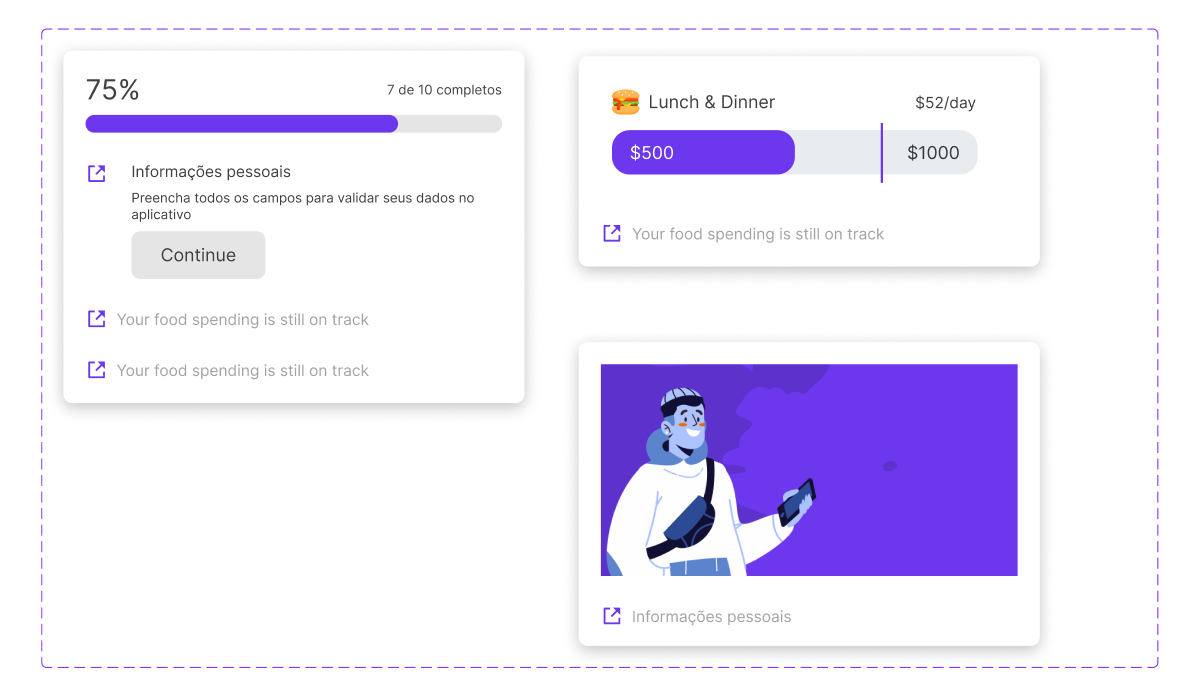 75%
7 de 10 completos
Informações pessoais
Preencha todos os campos para validar seus dados no
aplicativo
Continue
Your food spending is still on track
Your food spending is still on track
Lunch & Dinner
$52/day
$500
$1000
Your food spending is still on track
Informações pessoais